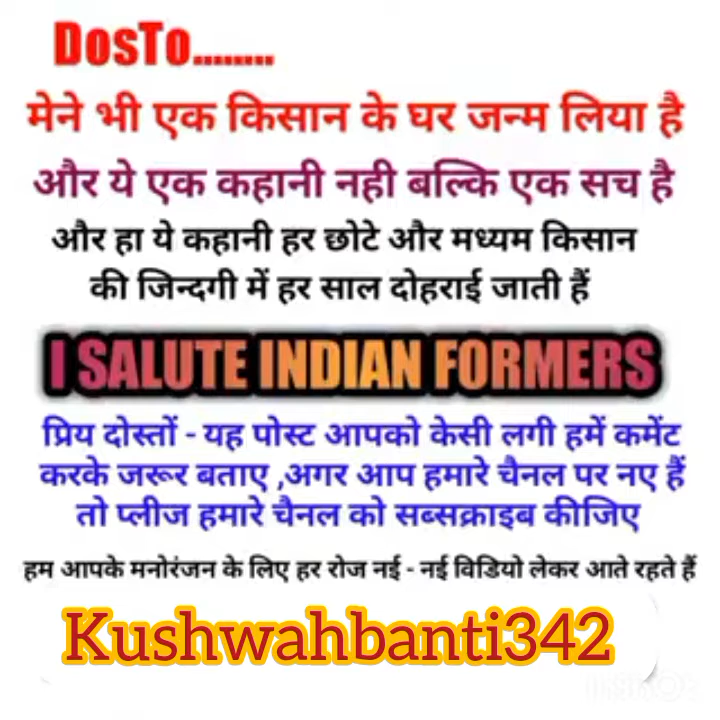 DosTo........
मेने भी एक किसान के घर जन्म लिया है
और ये एक कहानी नही बल्कि एक सच है
और हा ये कहानी हर छोटे और मध्यम किसान
की जिन्दगी में हर साल दोहराई जाती हैं
I SALUTE INDIAN FORMERS
प्रिय दोस्तों - यह पोस्ट आपको केसी लगी हमें कमेंट
करके जरूर बताए ,अगर आप हमारे चैनल पर नए हैं
तो प्लीज हमारे चैनल को सब्सक्राइब कीजिए
हम आपके मनोरंजन के लिए हर रोज नई - नई विडियो लेकर आते रहते हैं
Kushwahbanti342